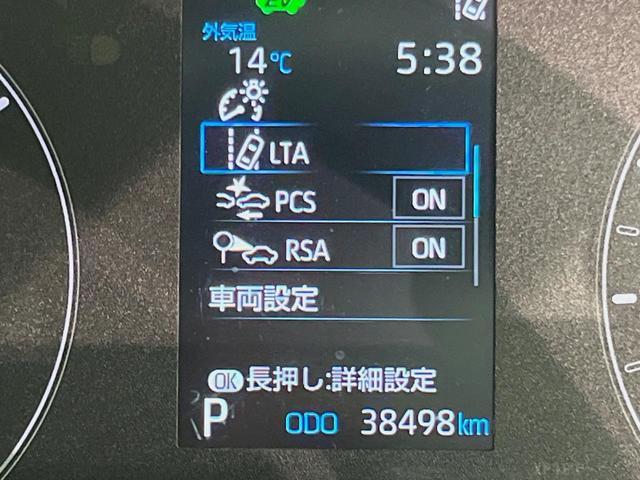 EV
外気温
14℃ 5:38
LTA
PCS ON
RSA ON
車両設定
OK 長押し:詳細設定
P ODO 38498km